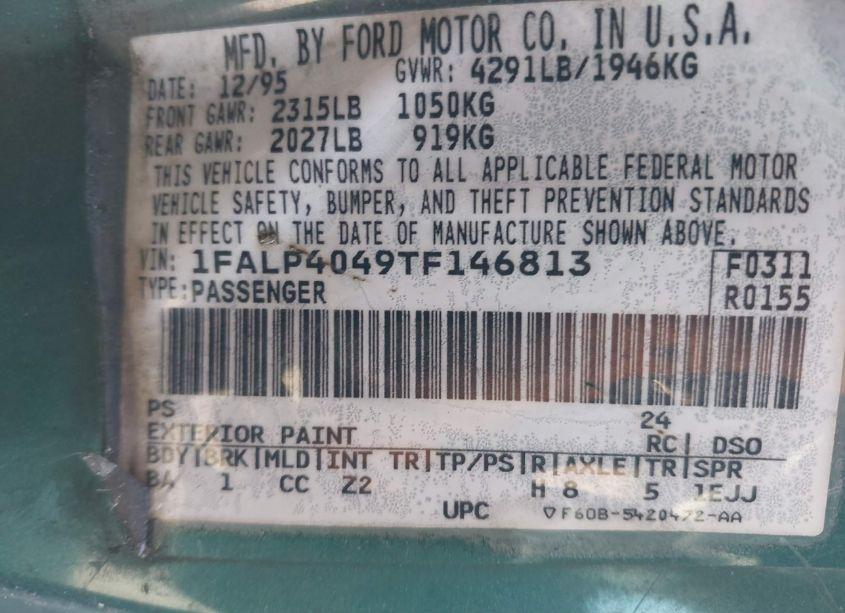 MFD. BY FORD MOTOR CO. IN U.S.A.
DATE: 12/95 GVWR: 4291LB/1946KG
FRONT GAWR: 2315LB 1050KG
REAR GAWR: 2027LB 919KG
THIS VEHICLE CONFORMS TO ALL APPLICABLE FEDERAL MOTOR
VEHICLE SAFETY, BUMPER, AND THEFT PREVENTION STANDARDS
IN EFFECT ON THE DATE OF MANUFACTURE SHOWN ABOVE.
VIN: 1FALP4049TF146813 F0311
TYPE: PASSENGER R0155
PS 24
EXTERIOR PAINT RC DSO
BDY BRK MLD INT TR TP/PS R AXLE TR SPR
BA 1 CC Z2 H 8 5 1EJJ
UPC ▽F60B-5420472-AA